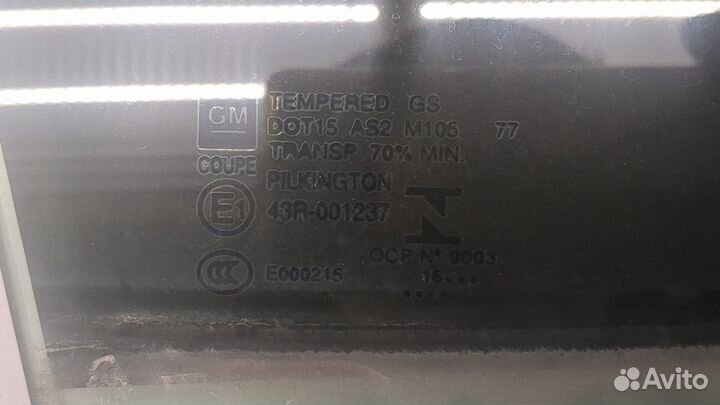 GM
COUPE
TEMPERED GS
DOT15 AS2 M105 77
TRANSP. 70% MIN.
PILKINGTON
E1
43R-001237
CCC
E000215
OCP Nº 0003
16...
Avito